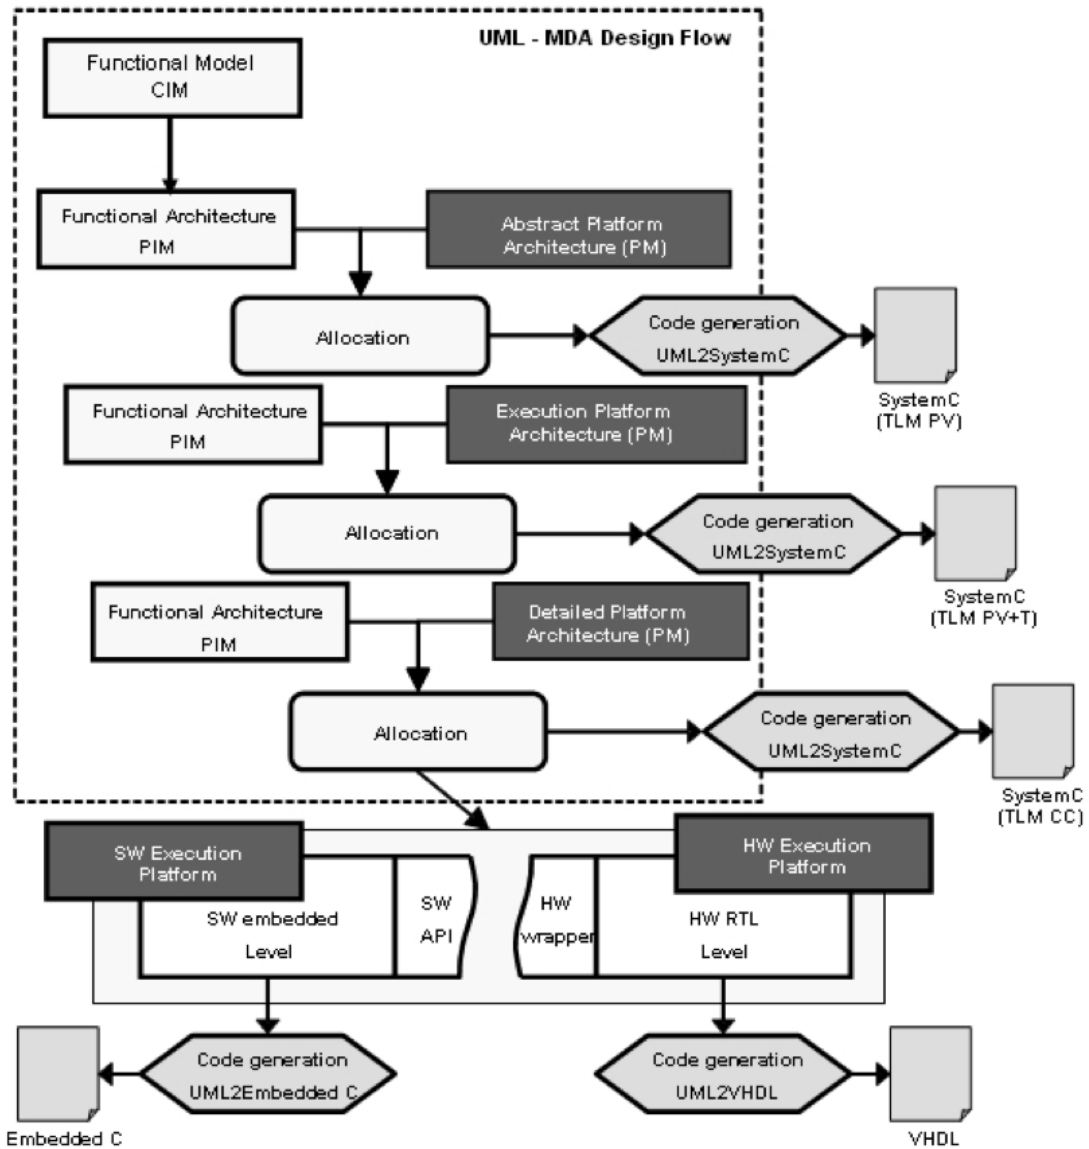 UML - MDA Design Flow
Functional Model
CIM
Functional Architecture
PIM
Abstract Platform
Architecture (PM)
Allocation
Code generation
UML2SystemC
SystemC
(TLM PV)
Functional Architecture
PIM
Execution Platform
Architecture (PM)
Allocation
Code generation
UML2SystemC
SystemC
(TLM PV+T)
Functional Architecture
PIM
Detailed Platform
Architecture (PM)
Allocation
Code generation
UML2SystemC
SystemC
(TLM CC)
SW Execution
Platform
HW Execution
Platform
SW embedded
Level
SW
API
HW
wrapper
HW RTL
Level
Code generation
UML2Embedded C
Embedded C
Code generation
UML2VHDL
VHDL